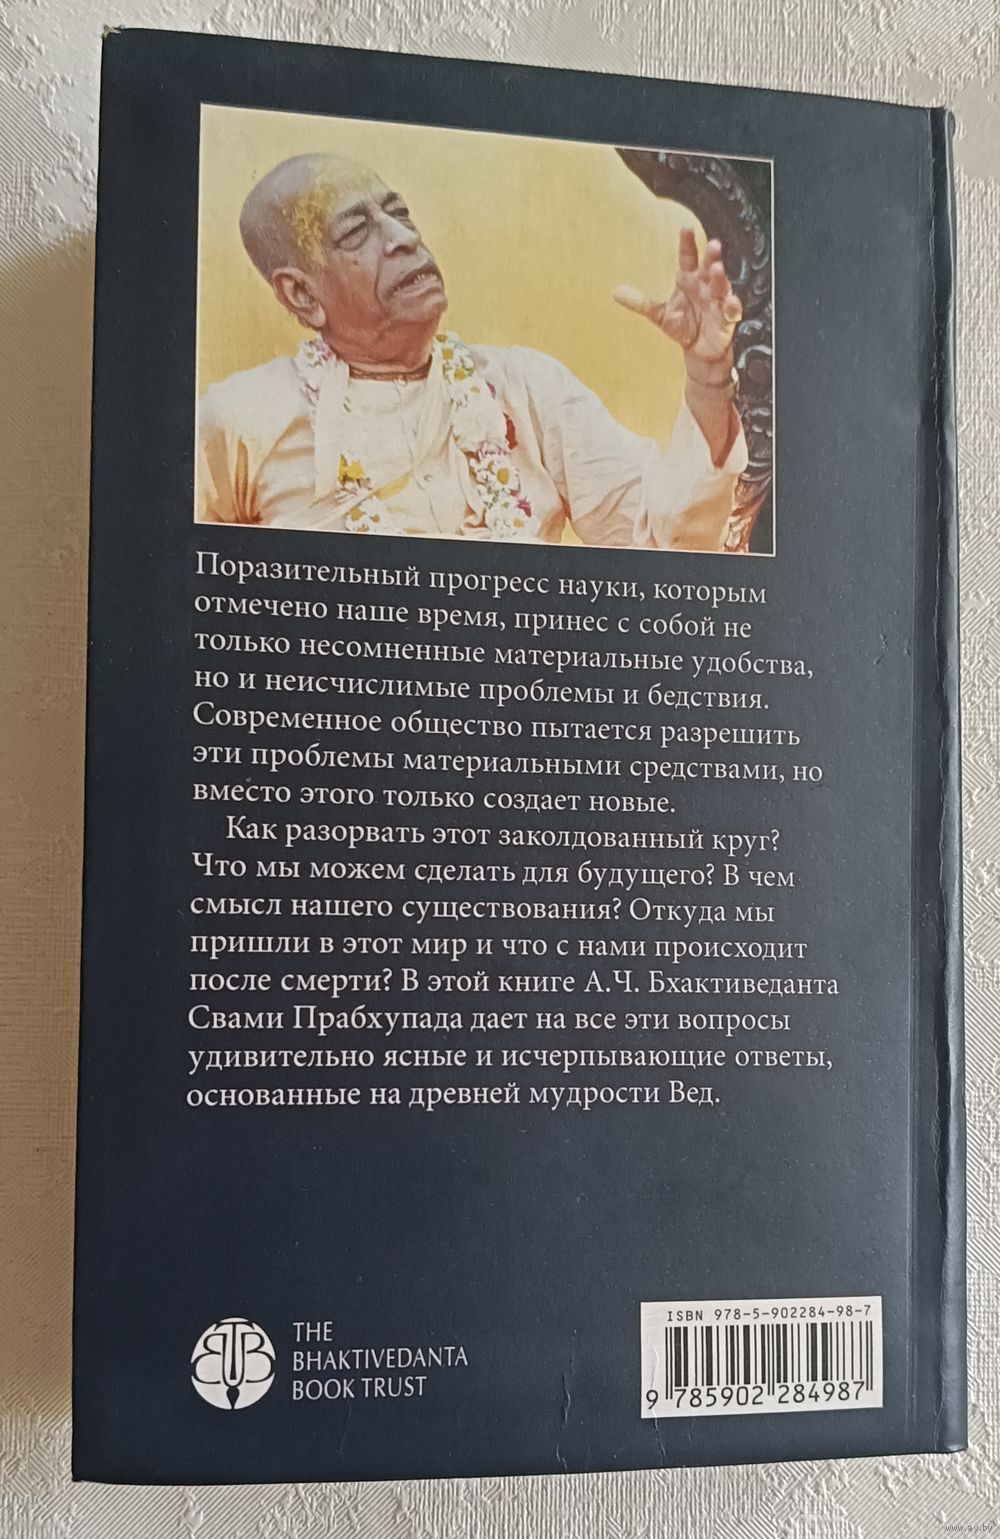 Поразительный прогресс науки, которым
отмечено наше время, принес с собой не
только несомненные материальные удобства,
но и неисчислимые проблемы и бедствия.
Современное общество пытается разрешить
эти проблемы материальными средствами, но
вместо этого только создает новые.
Как разорвать этот заколдованный круг?
Что мы можем сделать для будущего? В чем
смысл нашего существования? Откуда мы
пришли в этот мир и что с нами происходит
после смерти? В этой книге А.Ч. Бхактиведанта
Свами Прабхупада дает на все эти вопросы
удивительно ясные и исчерпывающие ответы,
основанные на древней мудрости Вед.
BTB
THE
BHAKTIVEDANTA
BOOK TRUST
ISBN 978-5-902284-98-7
9 785902 284987
www.ay.by